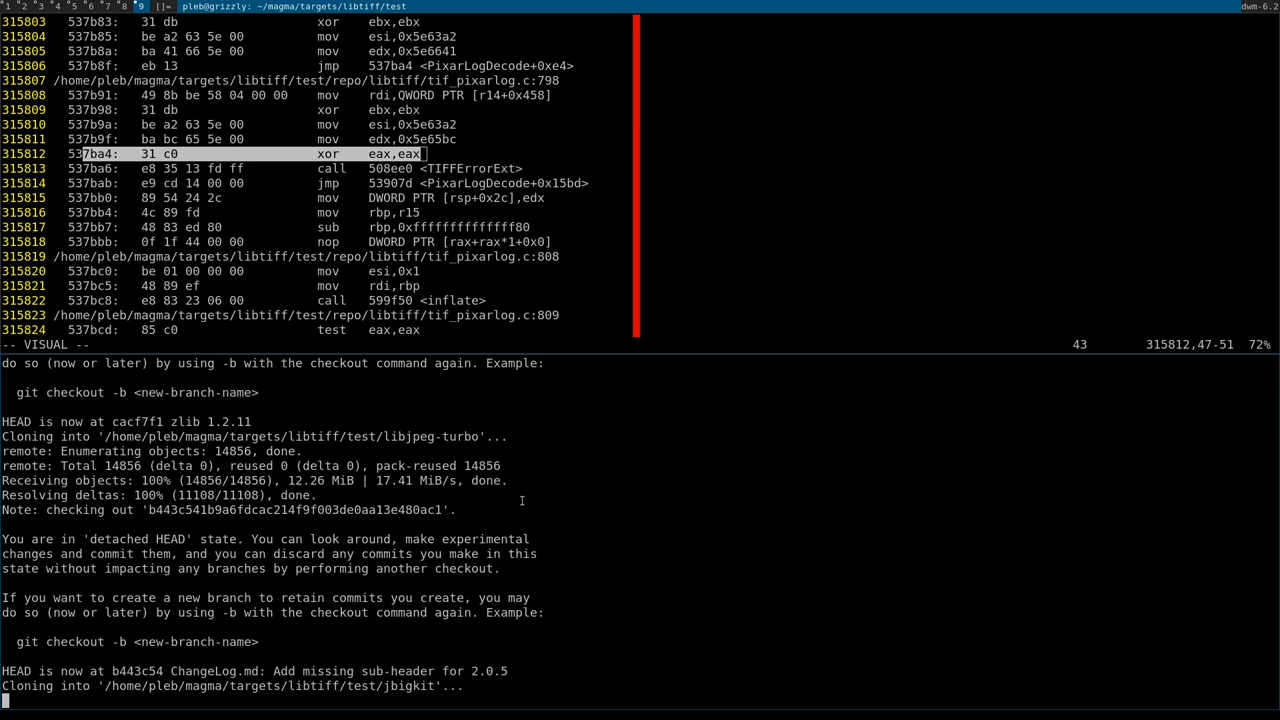 1 2 3 4 5 6 7 8 9 []= pleb@grizzly: ~/magma/targets/libtiff/test dwm-6.2
315803 537b83: 31 db xor ebx,ebx
315804 537b85: be a2 63 5e 00 mov esi,0x5e63a2
315805 537b8a: ba 41 66 5e 00 mov edx,0x5e6641
315806 537b8f: eb 13 jmp 537ba4 <PixarLogDecode+0xe4>
315807 /home/pleb/magma/targets/libtiff/test/repo/libtiff/tif_pixarlog.c:798
315808 537b91: 49 8b be 58 04 00 00 mov rdi,QWORD PTR [r14+0x458]
315809 537b98: 31 db xor ebx,ebx
315810 537b9a: be a2 63 5e 00 mov esi,0x5e63a2
315811 537b9f: ba bc 65 5e 00 mov edx,0x5e65bc
315812 537ba4: 31 c0 xor eax,eax
315813 537ba6: e8 35 13 fd ff call 508ee0 <TIFFErrorExt>
315814 537bab: e9 cd 14 00 00 jmp 53907d <PixarLogDecode+0x15bd>
315815 537bb0: 89 54 24 2c mov DWORD PTR [rsp+0x2c],edx
315816 537bb4: 4c 89 fd mov rbp,r15
315817 537bb7: 48 83 ed 80 sub rbp,0xffffffffffffff80
315818 537bbb: 0f 1f 44 00 00 nop DWORD PTR [rax+rax*1+0x0]
315819 /home/pleb/magma/targets/libtiff/test/repo/libtiff/tif_pixarlog.c:808
315820 537bc0: be 01 00 00 00 mov esi,0x1
315821 537bc5: 48 89 ef mov rdi,rbp
315822 537bc8: e8 83 23 06 00 call 599f50 <inflate>
315823 /home/pleb/magma/targets/libtiff/test/repo/libtiff/tif_pixarlog.c:809
315824 537bcd: 85 c0 test eax,eax
-- VISUAL -- 43 315812,47-51 72%
do so (now or later) by using -b with the checkout command again. Example:
git checkout -b <new-branch-name>
HEAD is now at cacf7f1 zlib 1.2.11
Cloning into '/home/pleb/magma/targets/libtiff/test/libjpeg-turbo'...
remote: Enumerating objects: 14856, done.
remote: Total 14856 (delta 0), reused 0 (delta 0), pack-reused 14856
Receiving objects: 100% (14856/14856), 12.26 MiB | 17.41 MiB/s, done.
Resolving deltas: 100% (11108/11108), done.
Note: checking out 'b443c541b9a6fdcac214f9f003de0aa13e480ac1'.
You are in 'detached HEAD' state. You can look around, make experimental
changes and commit them, and you can discard any commits you make in this
state without impacting any branches by performing another checkout.
If you want to create a new branch to retain commits you create, you may
do so (now or later) by using -b with the checkout command again. Example:
git checkout -b <new-branch-name>
HEAD is now at b443c54 ChangeLog.md: Add missing sub-header for 2.0.5
Cloning into '/home/pleb/magma/targets/libtiff/test/jbigkit'...